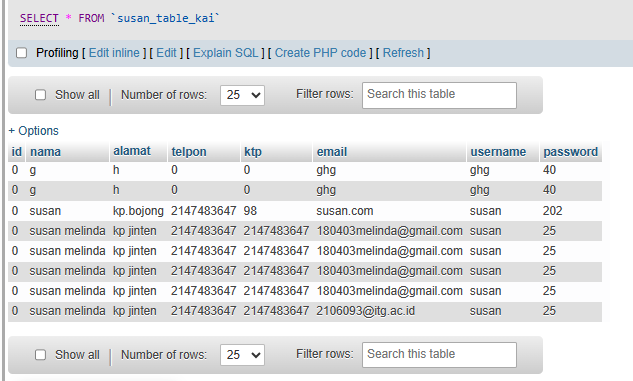 SELECT * FROM `susan_table_kai`
Profiling [ Edit inline ] [ Edit ] [ Explain SQL ] [ Create PHP code ] [ Refresh ]
Show all Number of rows: 25 Filter rows: Search this table
+ Options
id nama alamat telpon ktp email username password
0 g h 0 0 ghg ghg 40
0 g h 0 0 ghg ghg 40
0 susan kp.bojong 2147483647 98 susan.com susan 202
0 susan melinda kp jinten 2147483647 2147483647 180403melinda@gmail.com susan 25
0 susan melinda kp jinten 2147483647 2147483647 180403melinda@gmail.com susan 25
0 susan melinda kp jinten 2147483647 2147483647 180403melinda@gmail.com susan 25
0 susan melinda kp jinten 2147483647 2147483647 180403melinda@gmail.com susan 25
0 susan melinda kp jinten 2147483647 2147483647 2106093@itg.ac.id susan 25
Show all Number of rows: 25 Filter rows: Search this table